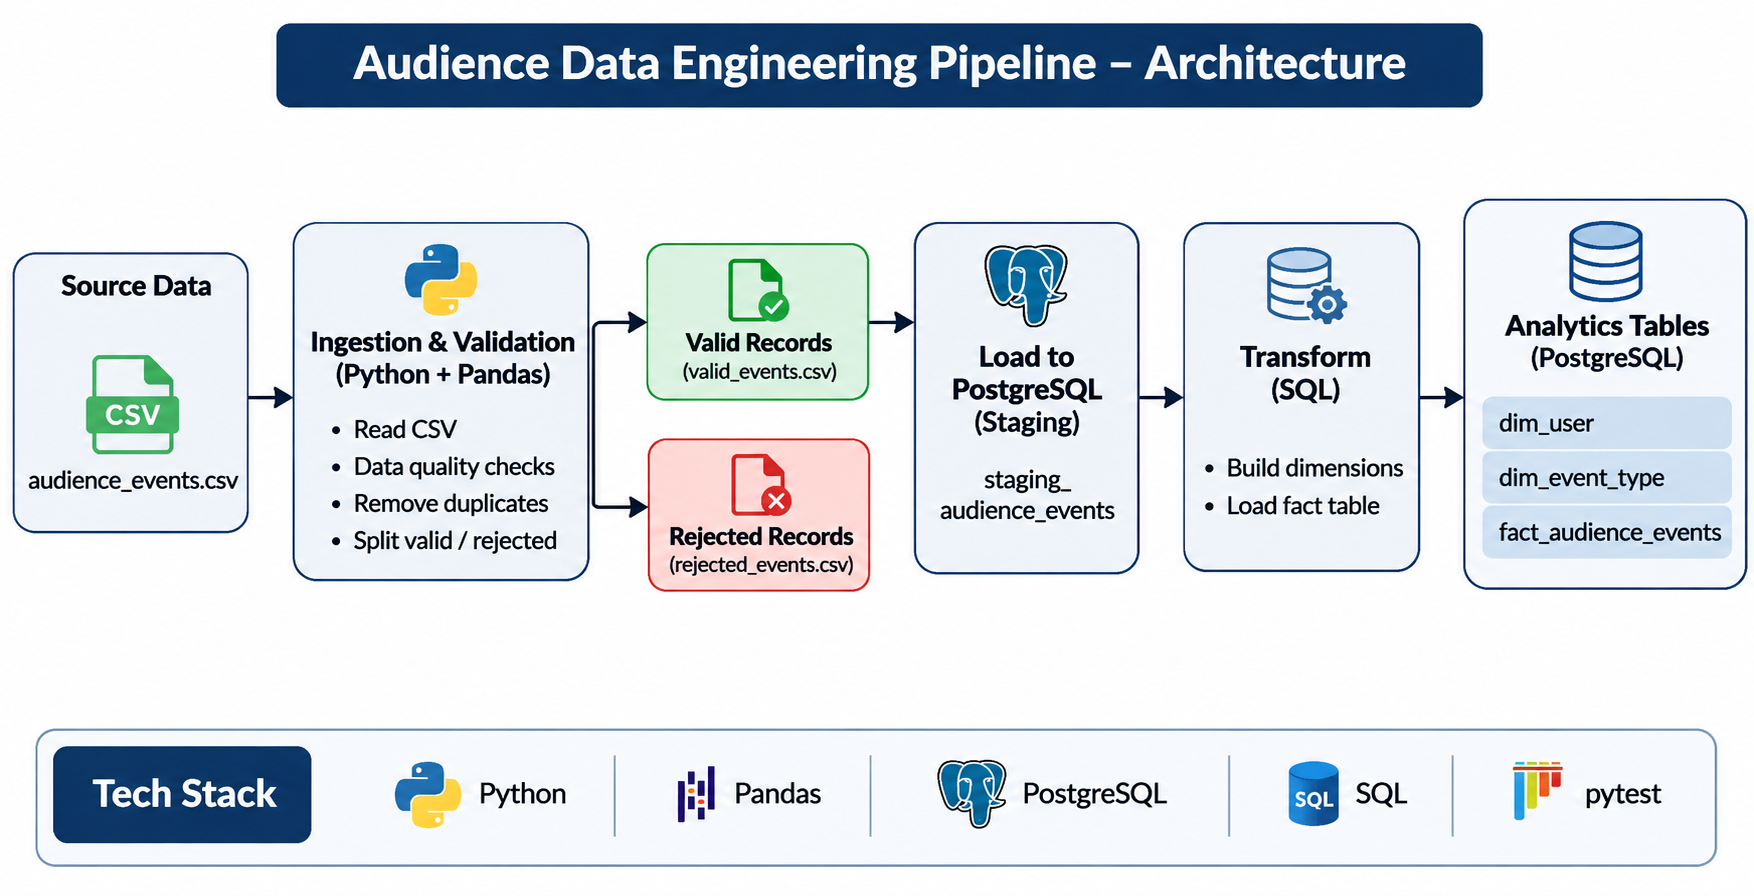 Audience Data Engineering Pipeline – Architecture
Source Data
CSV
audience_events.csv
Ingestion & Validation
(Python + Pandas)
• Read CSV
• Data quality checks
• Remove duplicates
• Split valid / rejected
Valid Records
(valid_events.csv)
Rejected Records
(rejected_events.csv)
Load to
PostgreSQL
(Staging)
staging_
audience_events
Transform
(SQL)
• Build dimensions
• Load fact table
Analytics Tables
(PostgreSQL)
dim_user
dim_event_type
fact_audience_events
Tech Stack
Python
Pandas
PostgreSQL
SQL
SQL
pytest